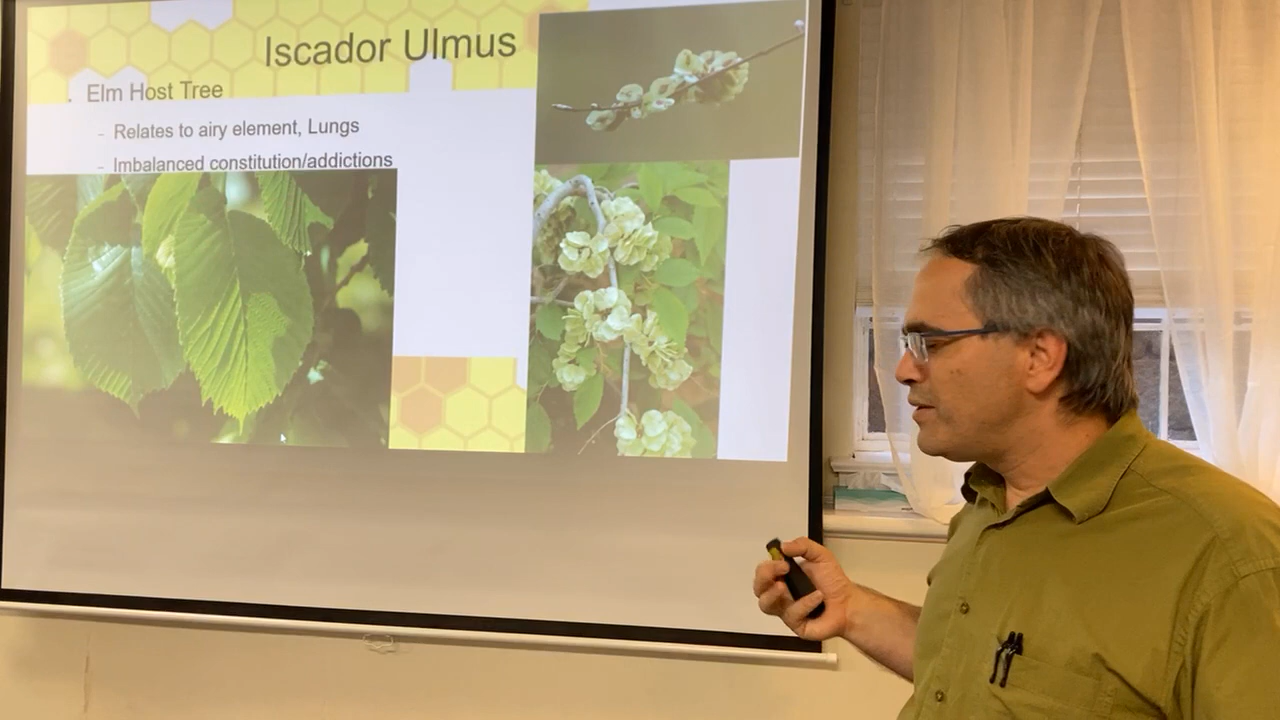 Iscador Ulmus
• Elm Host Tree
– Relates to airy element, Lungs
– Imbalanced constitution/addictions